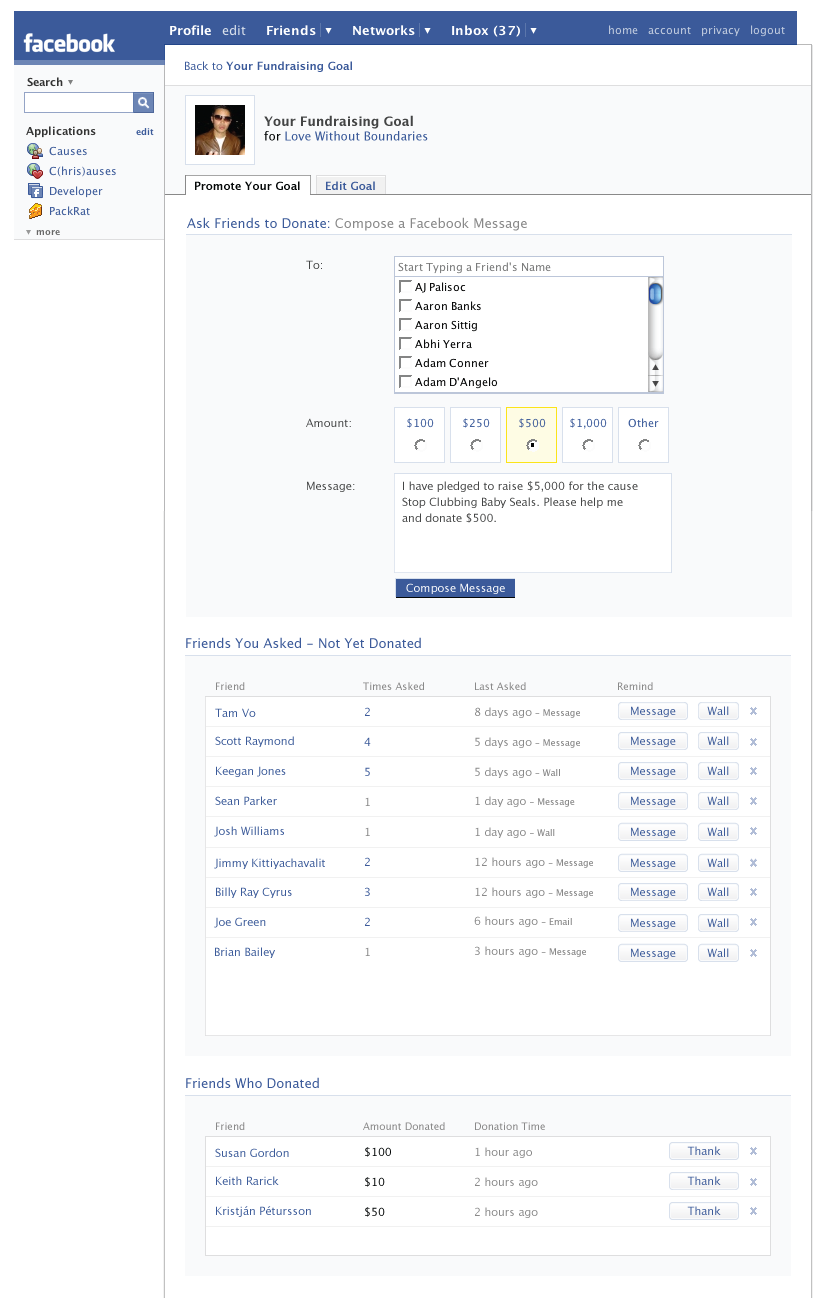 facebook
Profile edit Friends ▼ Networks ▼ Inbox (37) ▼ home account privacy logout
Search ▼
Applications edit
Causes
C(hris)auses
Developer
PackRat
▼ more
Back to Your Fundraising Goal
Your Fundraising Goal
for Love Without Boundaries
Promote Your Goal Edit Goal
Ask Friends to Donate: Compose a Facebook Message
To: Start Typing a Friend's Name
AJ Palisoc
Aaron Banks
Aaron Sittig
Abhi Yerra
Adam Conner
Adam D'Angelo
Amount: $100 $250 $500 $1,000 Other
Message: I have pledged to raise $5,000 for the cause
Stop Clubbing Baby Seals. Please help me
and donate $500.
Compose Message
Friends You Asked – Not Yet Donated
Friend Times Asked Last Asked Remind
Tam Vo 2 8 days ago – Message Message Wall x
Scott Raymond 4 5 days ago – Message Message Wall x
Keegan Jones 5 5 days ago – Wall Message Wall x
Sean Parker 1 1 day ago – Message Message Wall x
Josh Williams 1 1 day ago – Wall Message Wall x
Jimmy Kittiyachavalit 2 12 hours ago – Message Message Wall x
Billy Ray Cyrus 3 12 hours ago – Message Message Wall x
Joe Green 2 6 hours ago – Email Message Wall x
Brian Bailey 1 3 hours ago – Message Message Wall x
Friends Who Donated
Friend Amount Donated Donation Time
Susan Gordon $100 1 hour ago Thank x
Keith Rarick $10 2 hours ago Thank x
Kristján Pétursson $50 2 hours ago Thank x